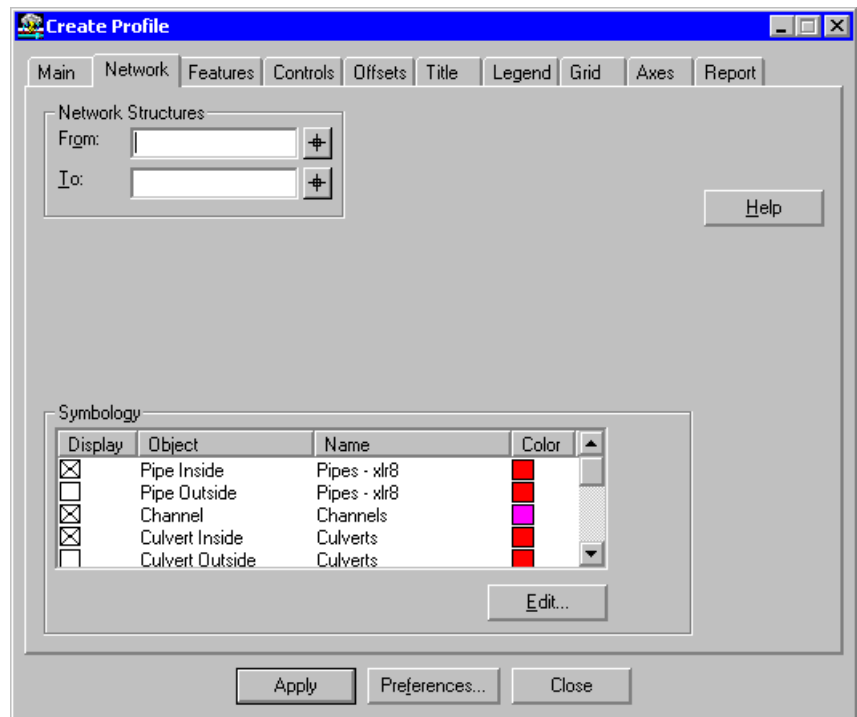 Create Profile
Main Network Features Controls Offsets Title Legend Grid Axes Report
Network Structures
From:
To:
Help
Symbology
Display Object Name Color
Pipe Inside Pipes - xlr8
Pipe Outside Pipes - xlr8
Channel Channels
Culvert Inside Culverts
Culvert Outside Culverts
Edit...
Apply Preferences... Close